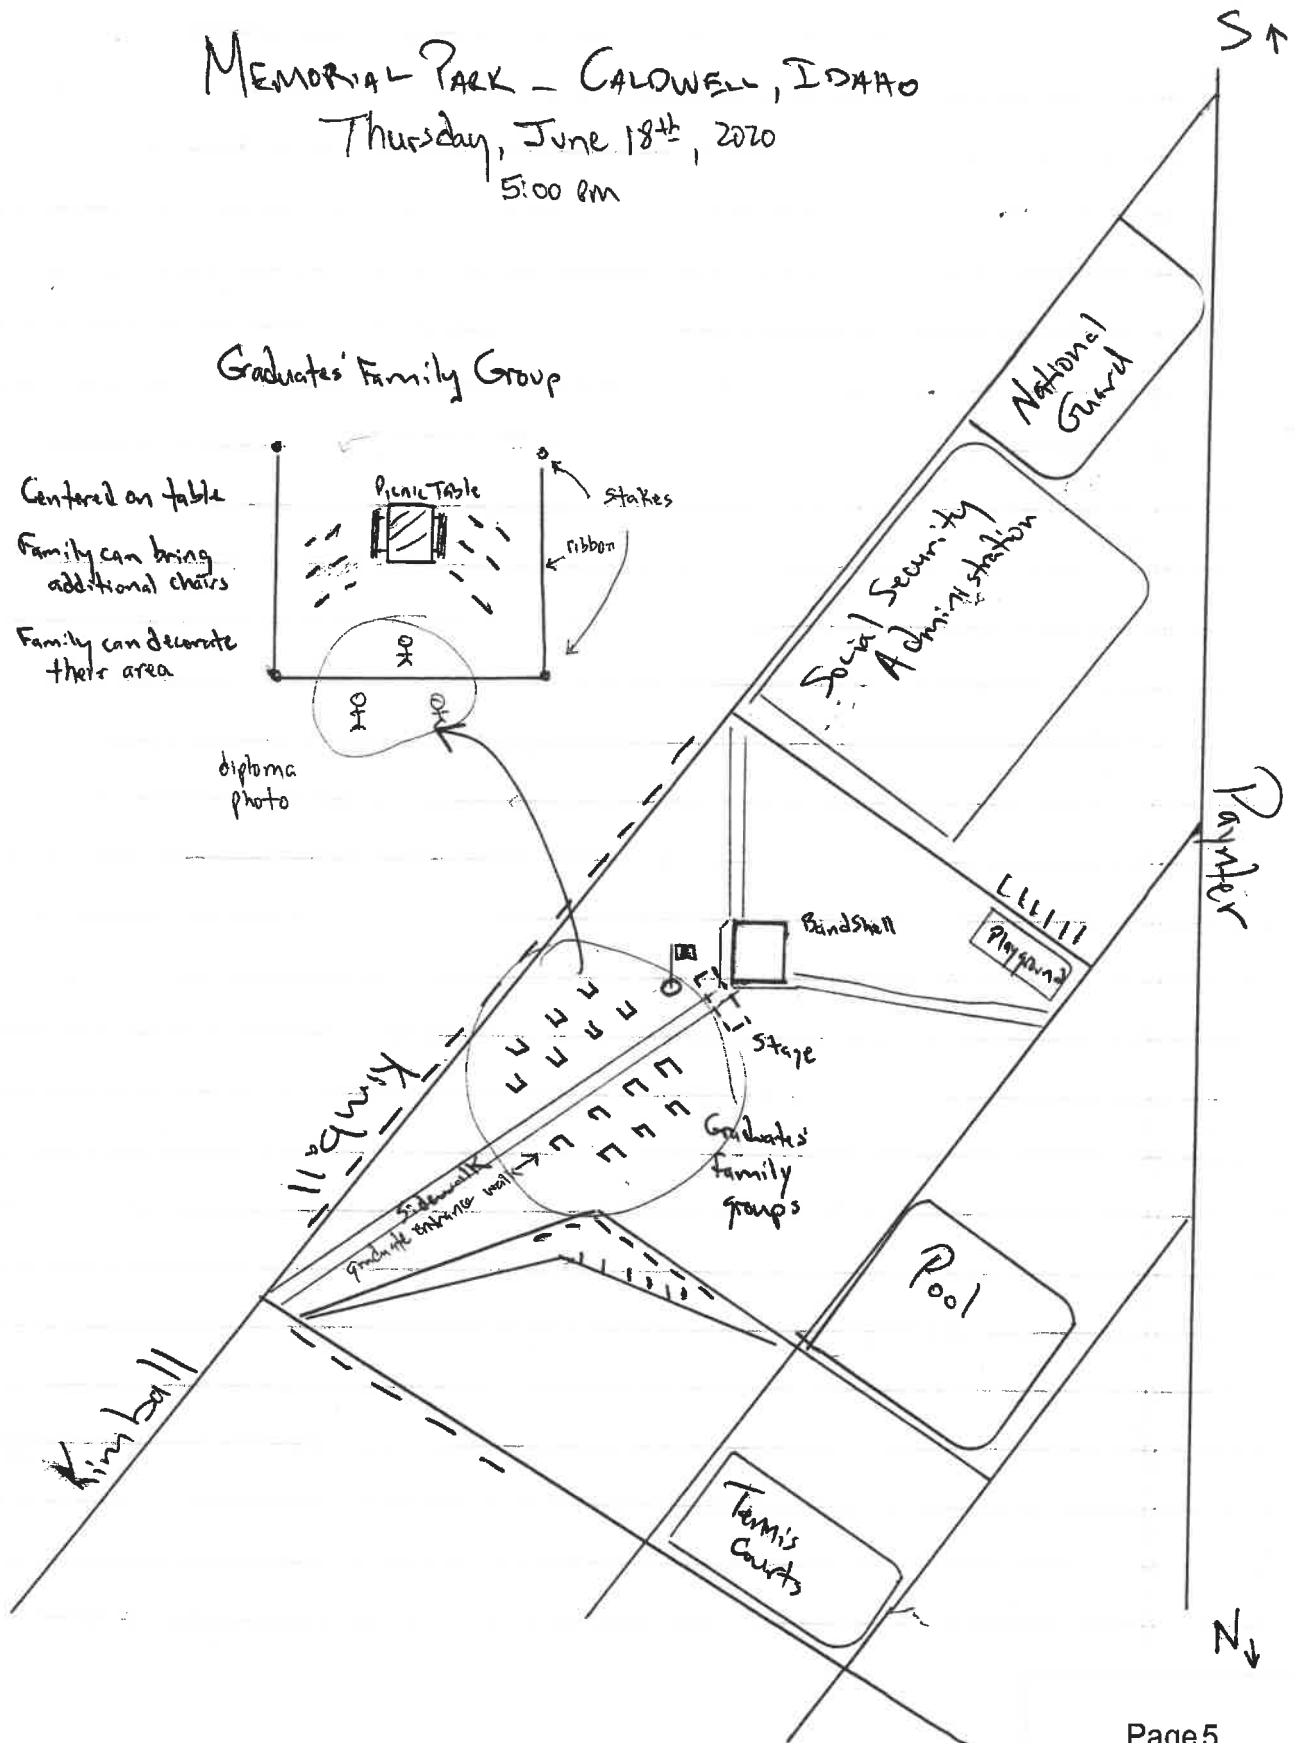 S ↑
MEMORIAL PARK – CALDWELL, IDAHO
Thursday, June 18th, 2020
5:00 pm
National
Guard
Graduates' Family Group
Centered on table
Picnic Table
stakes
Family can bring
additional chairs
ribbon
Social Security
Administration
Family can decorate
their area
diploma
photo
Paynter
Bandshell
Playground
Stage
Kimball
Graduates'
Family
groups
Sidewalk
graduate entrance walk
Pool
Kimball
Tennis
Courts
N ↓
Page 5